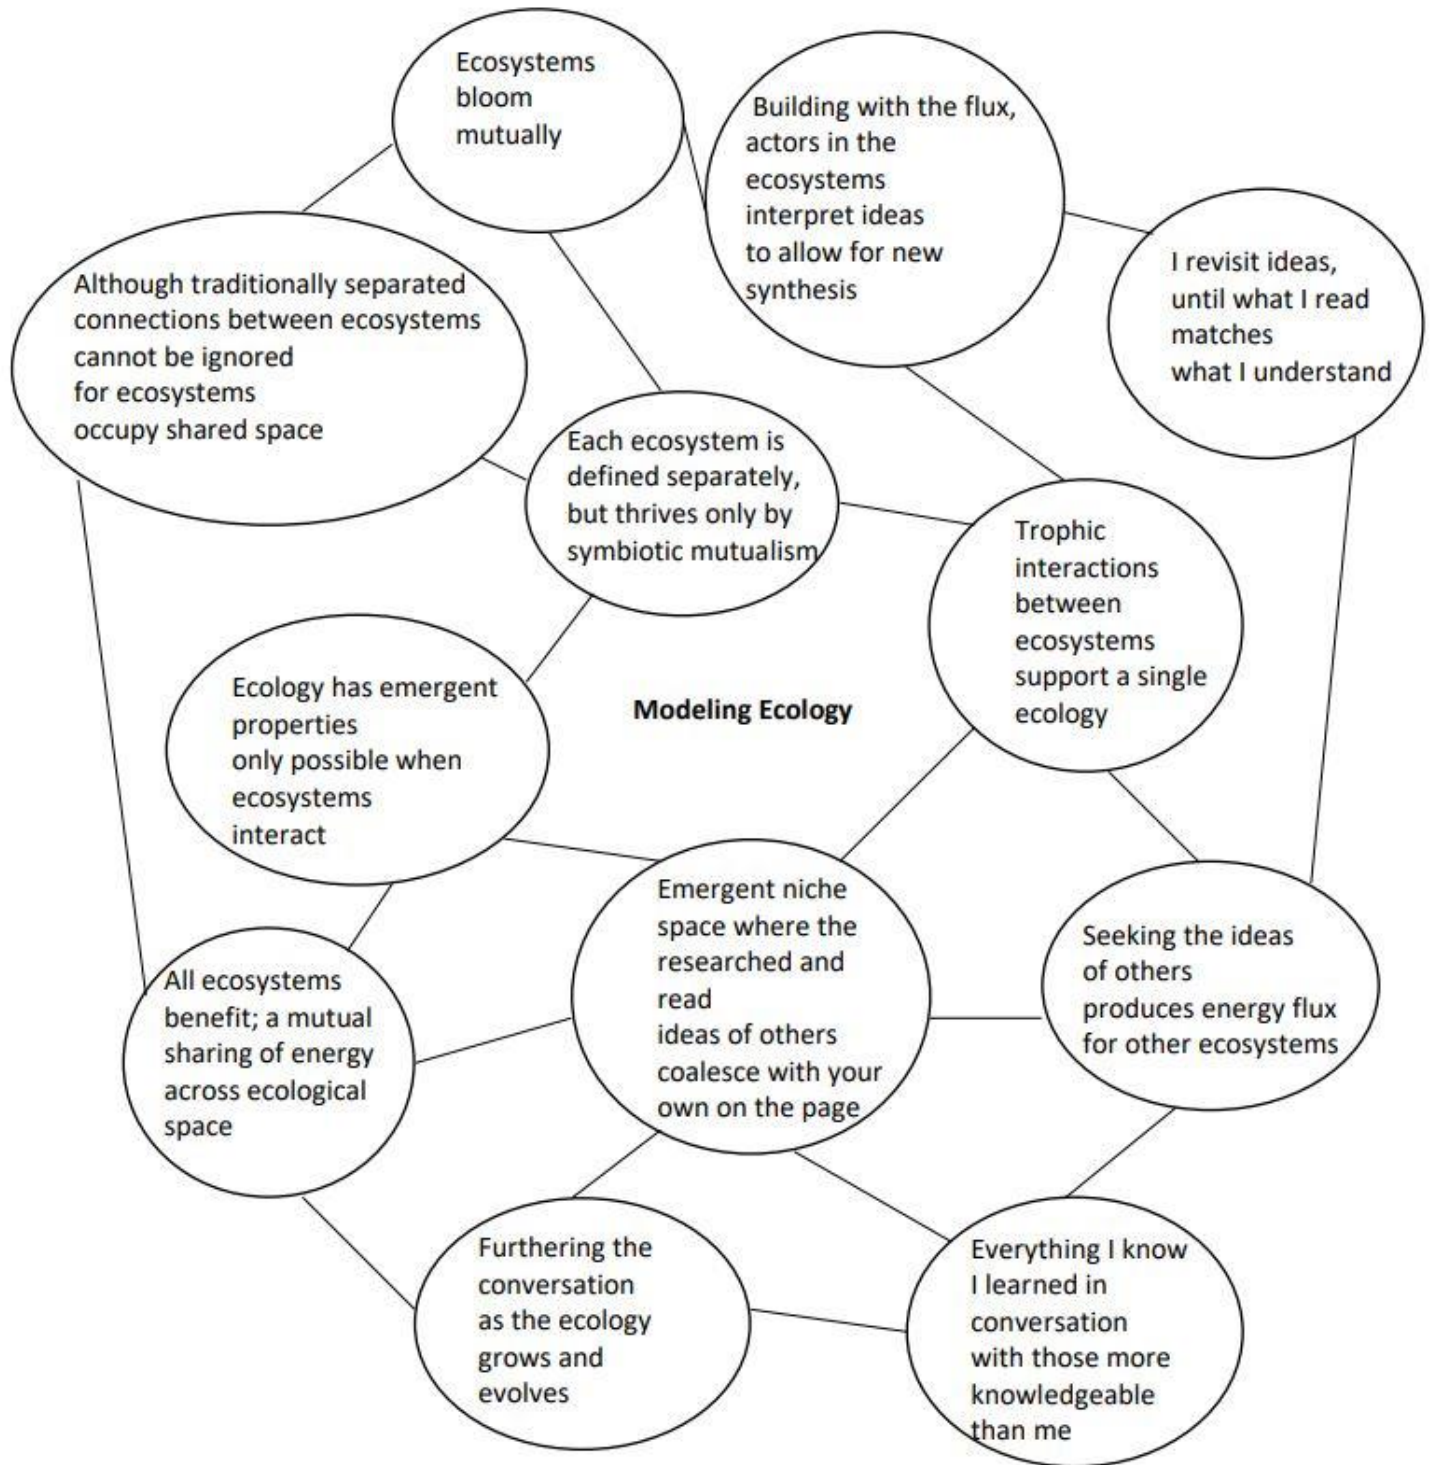 Ecosystems
bloom
mutually
Building with the flux,
actors in the
ecosystems
interpret ideas
to allow for new
synthesis
I revisit ideas,
until what I read
matches
what I understand
Although traditionally separated
connections between ecosystems
cannot be ignored
for ecosystems
occupy shared space
Each ecosystem is
defined separately,
but thrives only by
symbiotic mutualism
Trophic
interactions
between
ecosystems
support a single
ecology
Ecology has emergent
properties
only possible when
ecosystems
interact
Modeling Ecology
Emergent niche
space where the
researched and
read
ideas of others
coalesce with your
own on the page
Seeking the ideas
of others
produces energy flux
for other ecosystems
All ecosystems
benefit; a mutual
sharing of energy
across ecological
space
Furthering the
conversation
as the ecology
grows and
evolves
Everything I know
I learned in
conversation
with those more
knowledgeable
than me